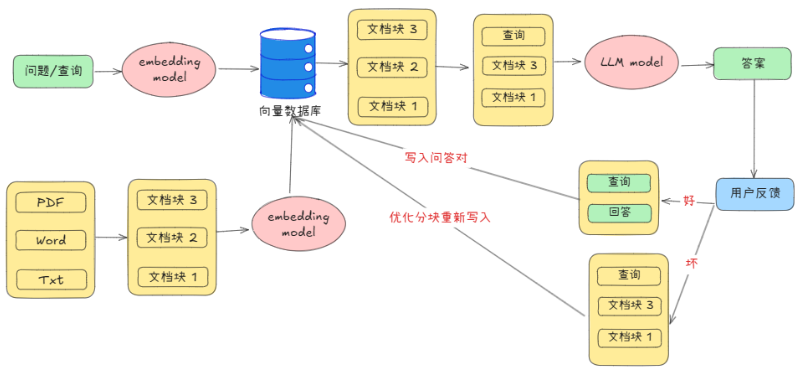 问题/查询
embedding
model
向量数据库
文档块 3
文档块 2
文档块 1
查询
文档块 3
文档块 1
LLM model
答案
用户反馈
好
坏
查询
回答
写入问答对
查询
文档块 3
文档块 1
优化分块重新写入
PDF
Word
Txt
文档块 3
文档块 2
文档块 1
embedding
model